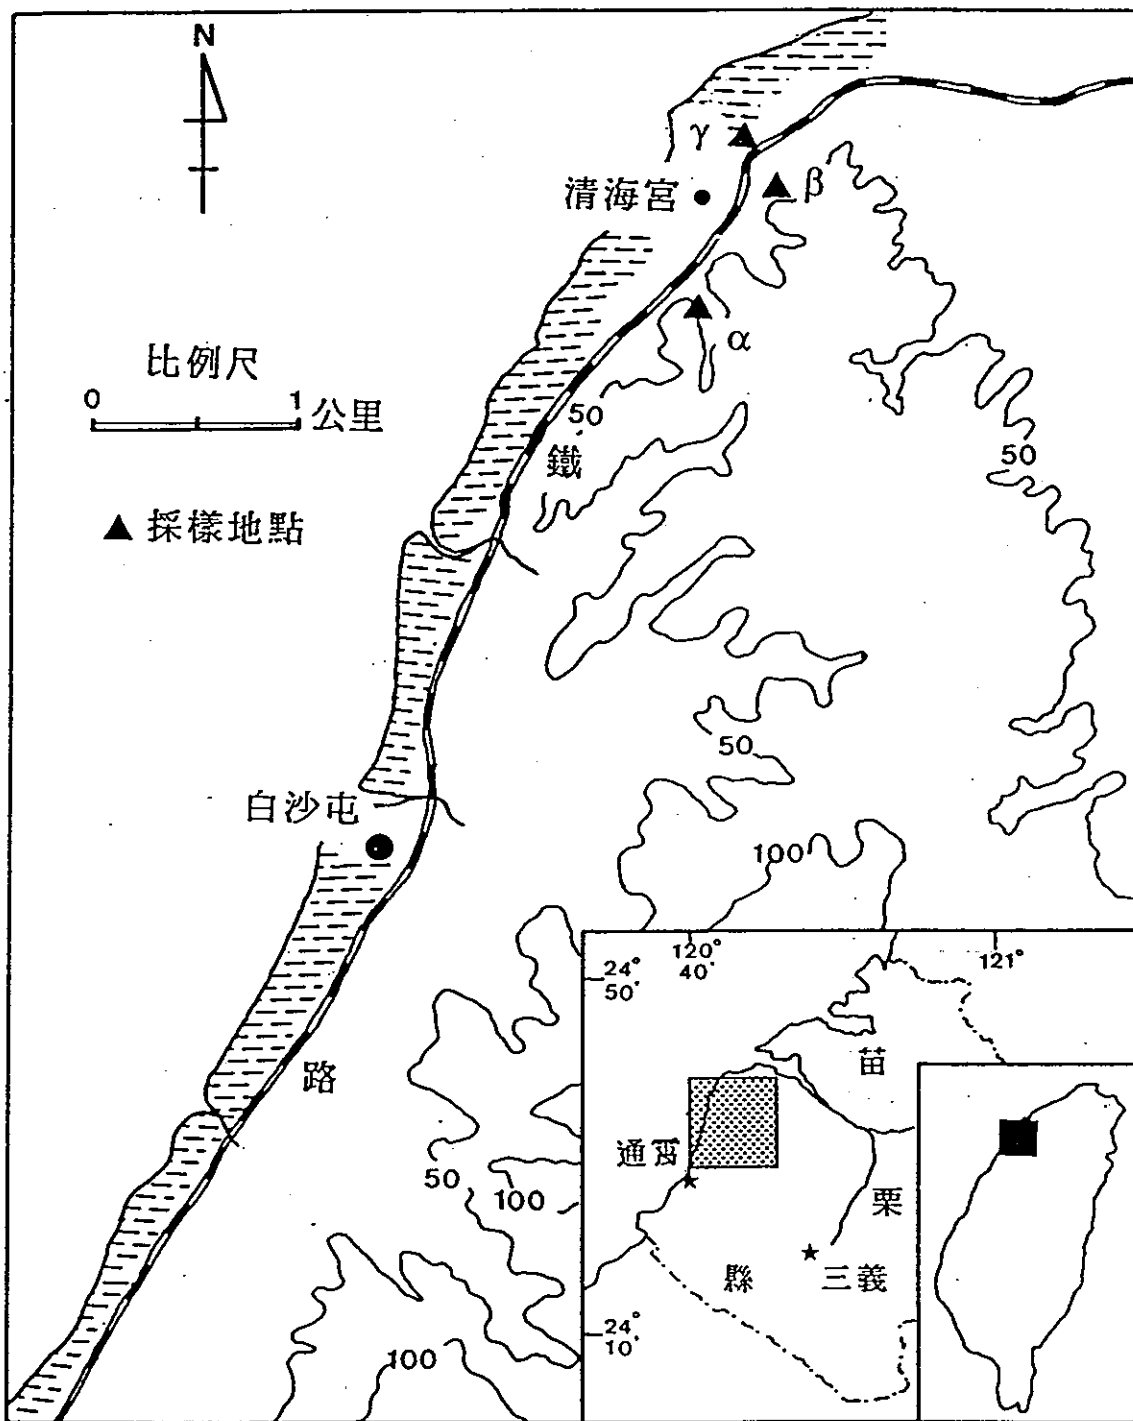 N
γ
清海宮
β
α
比例尺
0 1 公里
50
鐵
50
▲ 採樣地點
50
白沙屯
100
路
50
100
100
120° 40'
121°
24° 50'
苗
通霄
栗
縣
三義
24° 10'